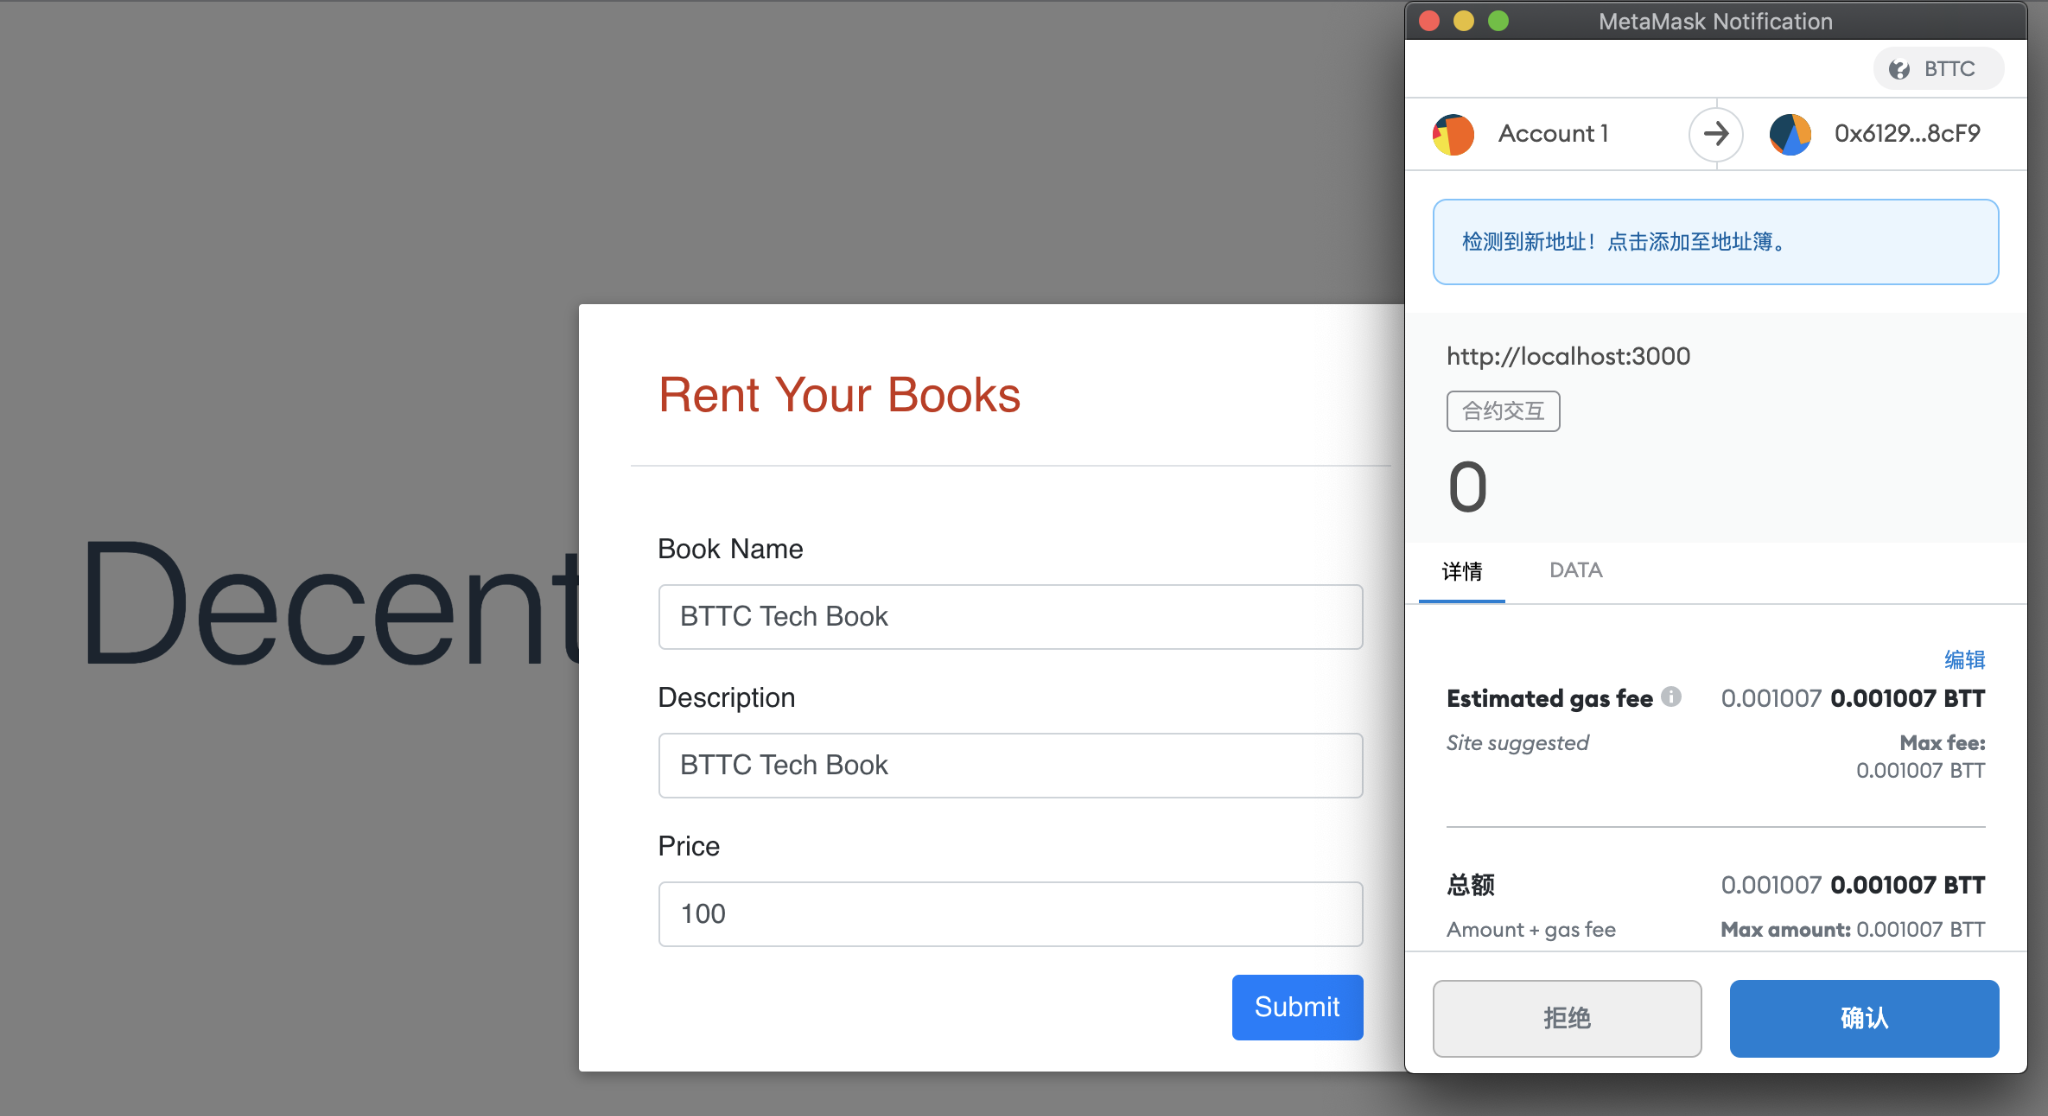 Decent
Rent Your Books
Book Name
BTTC Tech Book
Description
BTTC Tech Book
Price
100
Submit
MetaMask Notification
BTTC
Account 1
0x6129...8cF9
检测到新地址！点击添加至地址簿。
http://localhost:3000
合约交互
0
详情 DATA
编辑
Estimated gas fee 0.001007 0.001007 BTT
Site suggested Max fee:
0.001007 BTT
总额 0.001007 0.001007 BTT
Amount + gas fee Max amount: 0.001007 BTT
拒绝 确认